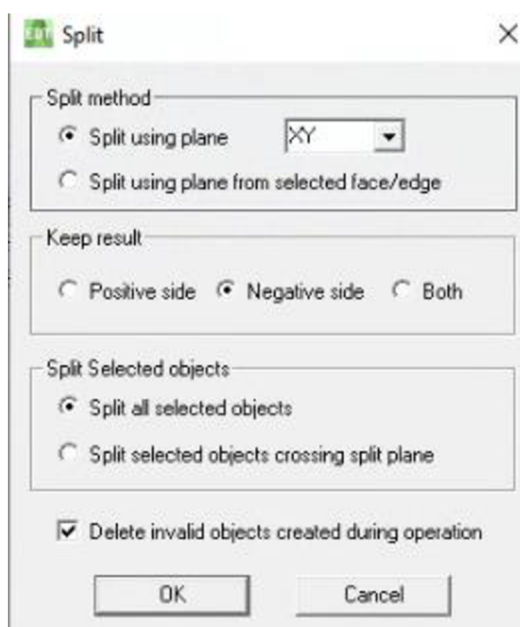 EDT Split
Split method
Split using plane XY
Split using plane from selected face/edge
Keep result
Positive side Negative side Both
Split Selected objects
Split all selected objects
Split selected objects crossing split plane
Delete invalid objects created during operation
OK Cancel